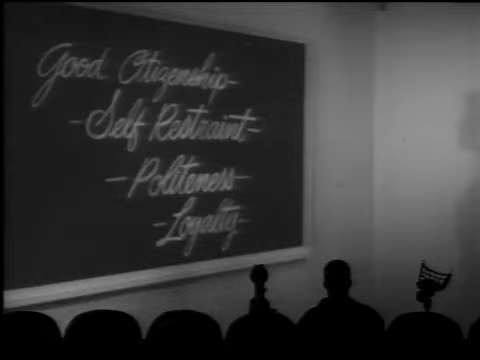 Good Citizenship-
-Self Restraint-
-Politeness-
-Loyalty-